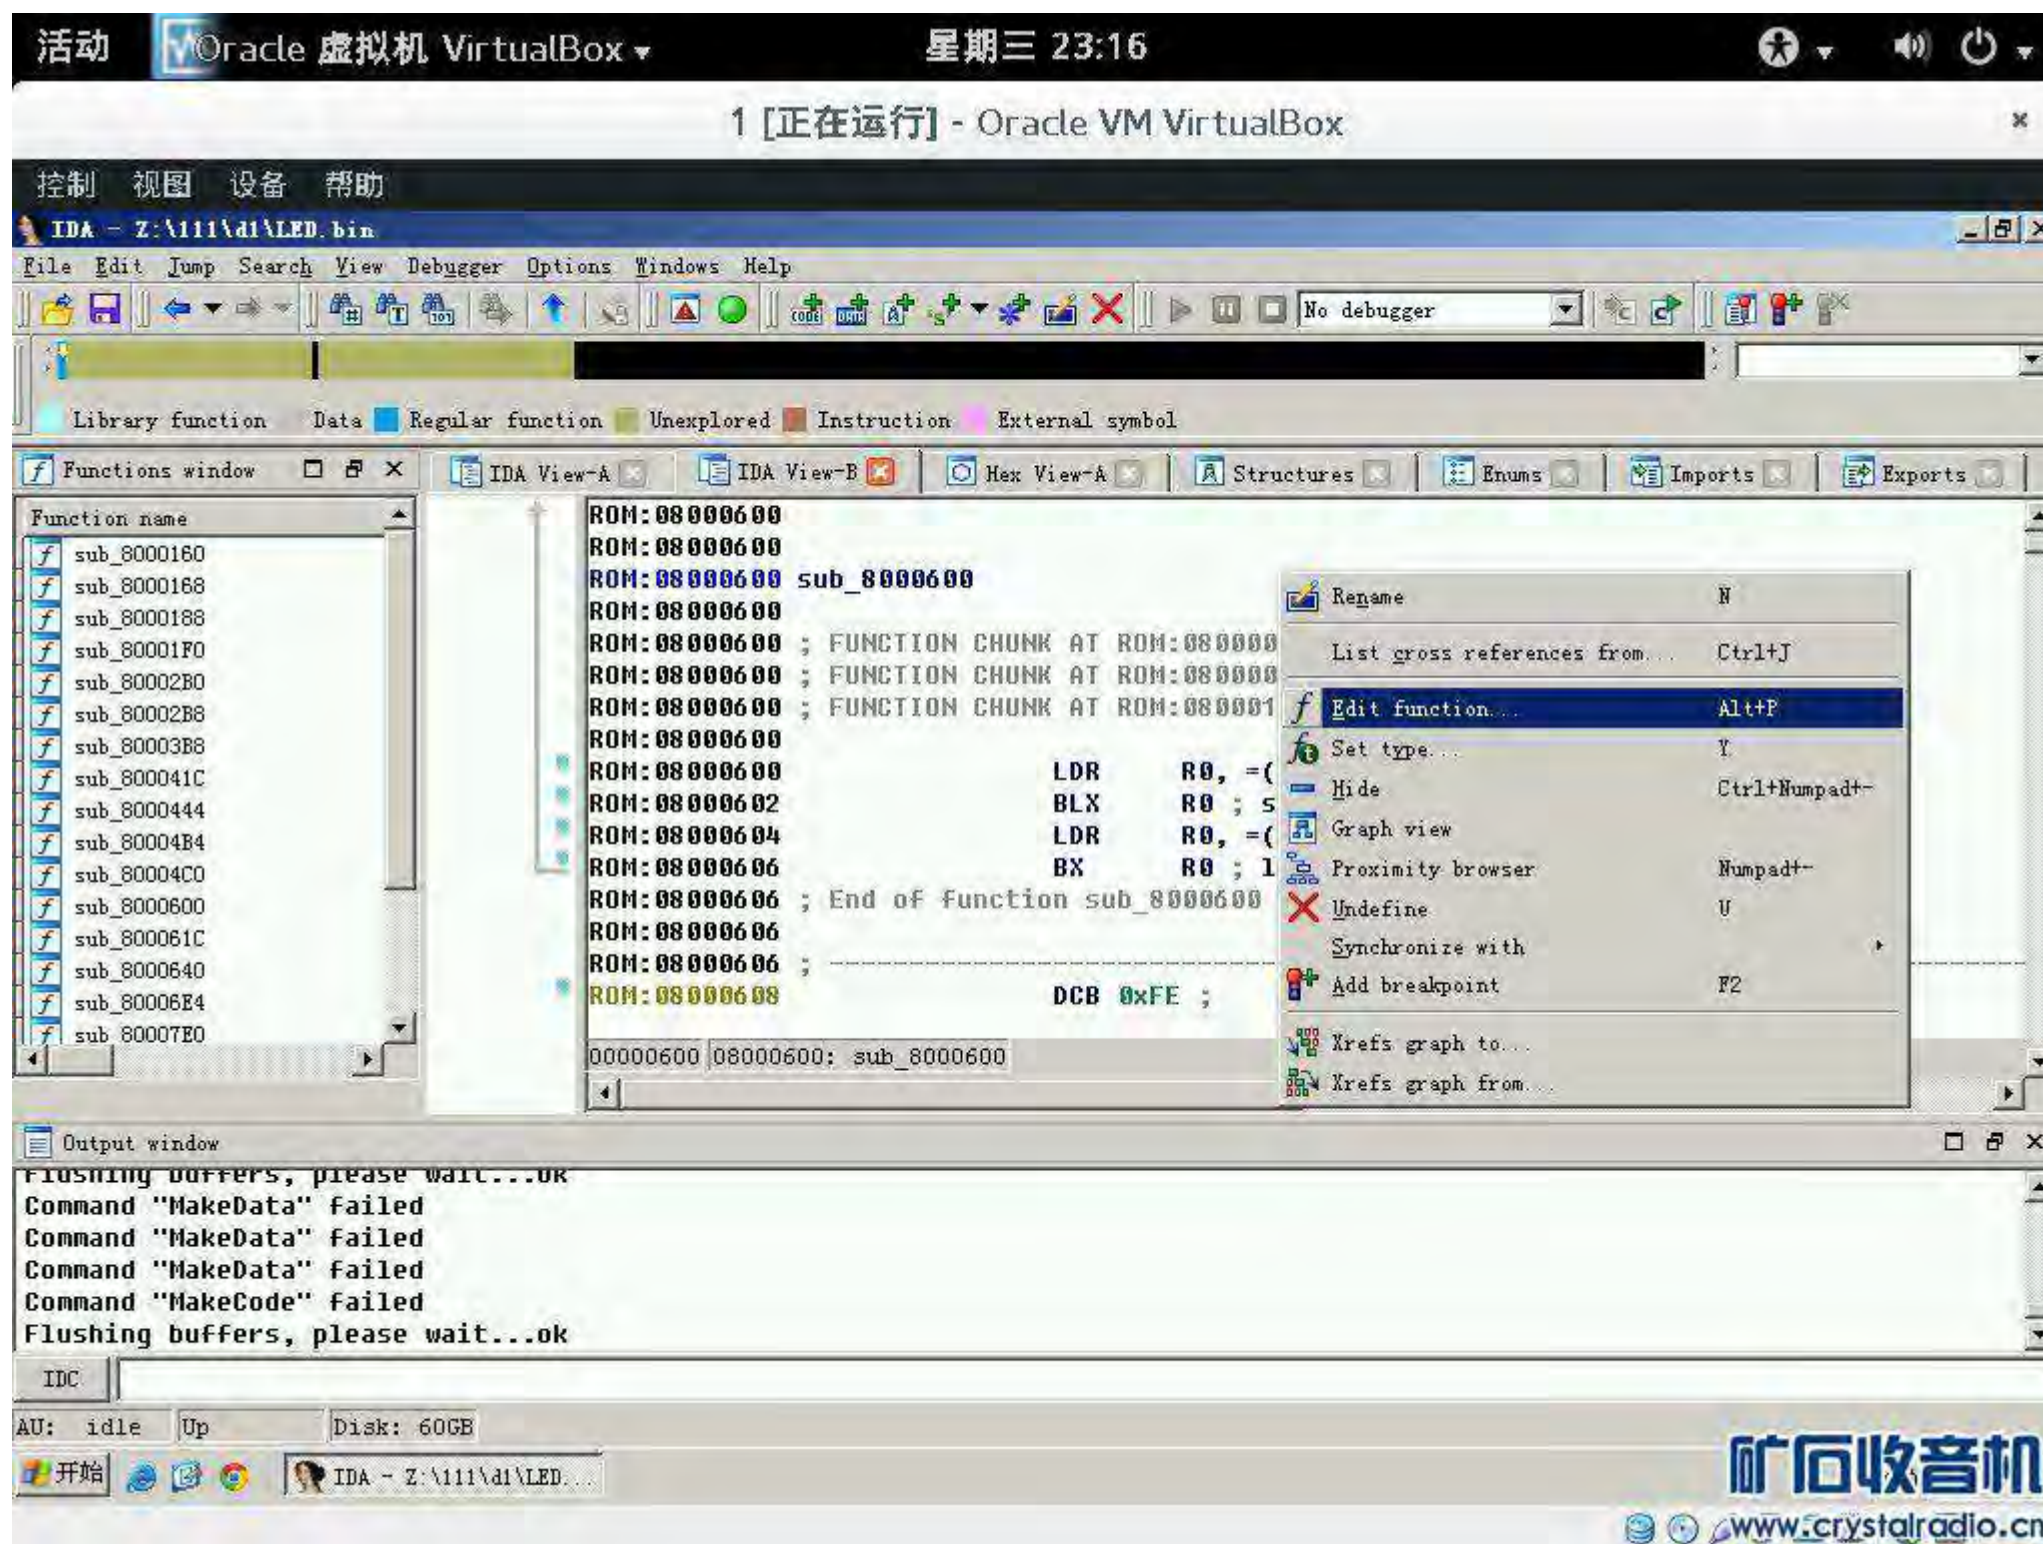 活动 Oracle 虚拟机 VirtualBox 星期三 23:16
1 [正在运行] - Oracle VM VirtualBox
控制 视图 设备 帮助
IDA - Z:\111\d1\LED.bin
File Edit Jump Search View Debugger Options Windows Help
No debugger
Library function Data Regular function Unexplored Instruction External symbol
Functions window IDA View-A IDA View-B Hex View-A Structures Enums Imports Exports
Function name
sub_8000160
sub_8000168
sub_8000188
sub_80001F0
sub_80002B0
sub_80002B8
sub_80003B8
sub_800041C
sub_8000444
sub_80004B4
sub_80004C0
sub_8000600
sub_800061C
sub_8000640
sub_80006E4
sub_80007E0
ROM:08000600
ROM:08000600
ROM:08000600 sub_8000600
ROM:08000600
ROM:08000600 ; FUNCTION CHUNK AT ROM:080000
ROM:08000600 ; FUNCTION CHUNK AT ROM:080000
ROM:08000600 ; FUNCTION CHUNK AT ROM:080001
ROM:08000600
ROM:08000600 LDR R0, =(
ROM:08000602 BLX R0 ; s
ROM:08000604 LDR R0, =(
ROM:08000606 BX R0 ; l
ROM:08000606 ; End of function sub_8000600
ROM:08000606
ROM:08000606 ;
ROM:08000608 DCB 0xFE ;
00000600 08000600: sub_8000600
Rename N
List cross references from... Ctrl+J
Edit function... Alt+P
Set type... Y
Hide Ctrl+Numpad+-
Graph view
Proximity browser Numpad+-
Undefine U
Synchronize with
Add breakpoint F2
Xrefs graph to...
Xrefs graph from...
Output window
Flushing buffers, please wait...ok
Command "MakeData" failed
Command "MakeData" failed
Command "MakeData" failed
Command "MakeCode" failed
Flushing buffers, please wait...ok
IDC
AU: idle Up Disk: 60GB
开始 IDA - Z:\111\d1\LED....
矿石收音机
www.crystalradio.cn